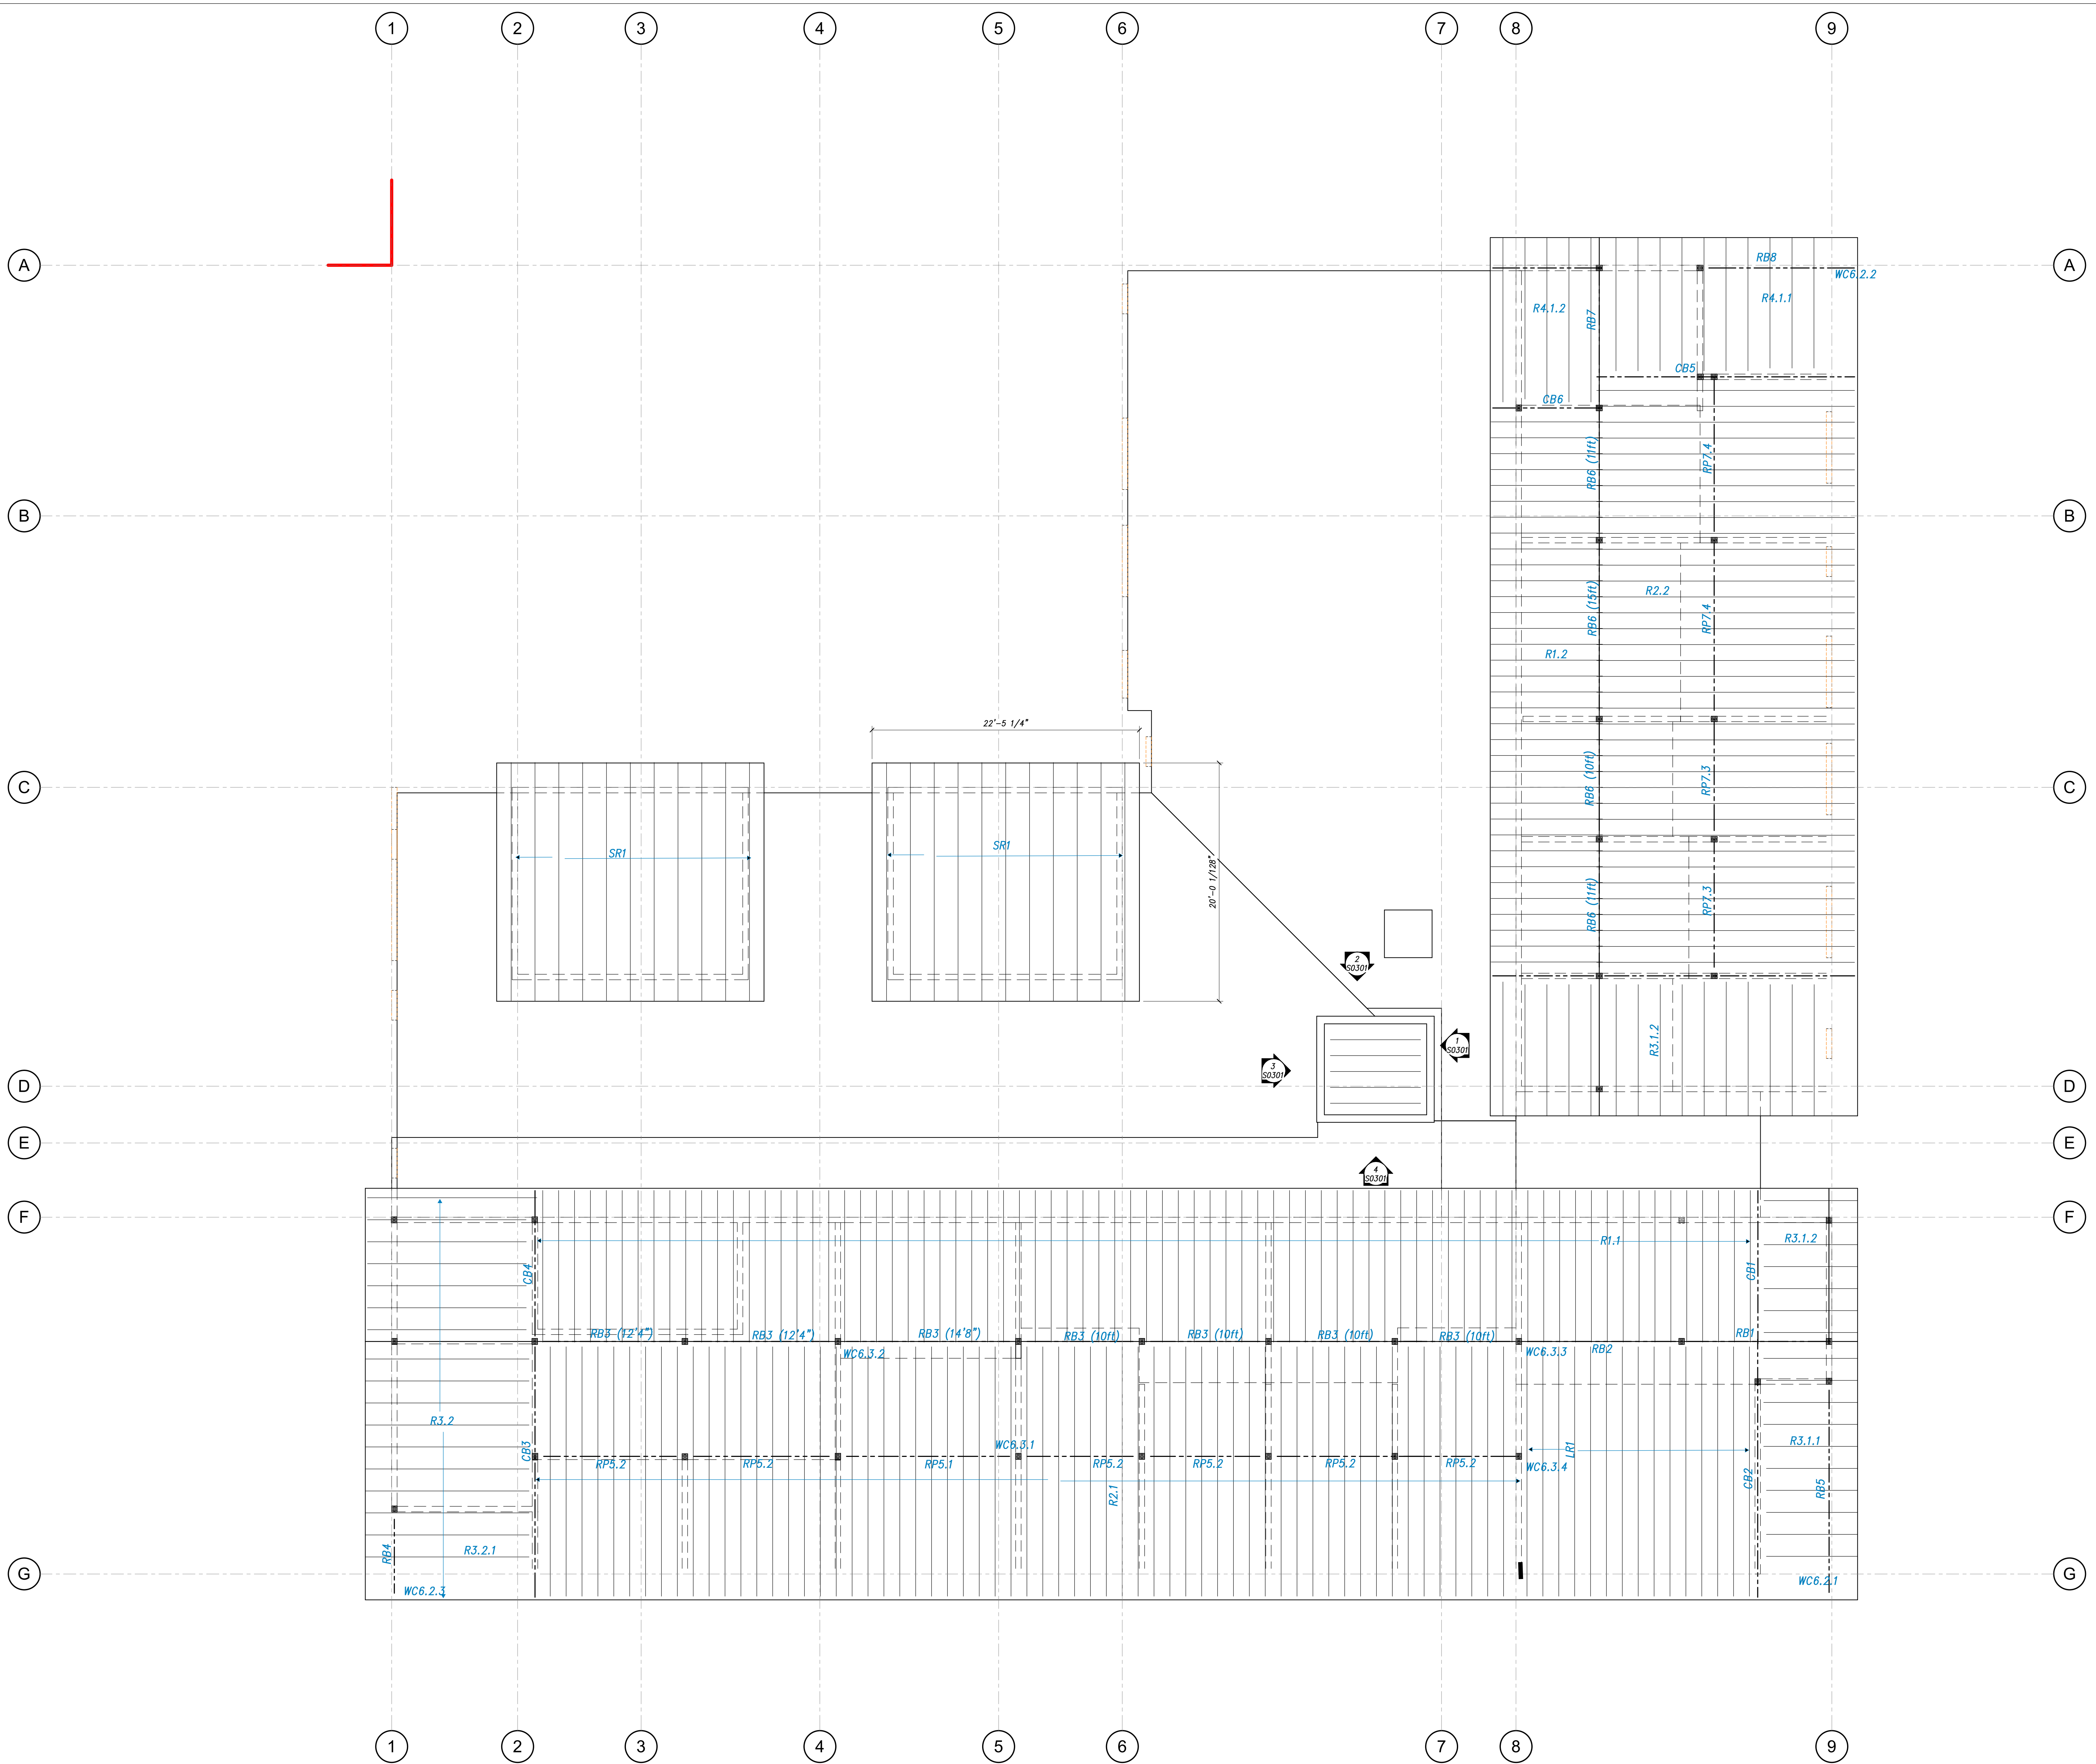 1 2 3 4 5 6 7 8 9
A A
RB8
WC6.2.2
R4.1.1
R4.1.2
RB7
CB5
CB6
RB6 (11ft)
RP7.4
B B
R2.2
RB6 (15ft)
RP7.4
R1.2
22'-5 1/4"
RB6 (10ft)
RP7.3
C C
SR1
SR1
20'-0 1/128"
RB6 (11ft)
RP7.3
2
S0301
1
S0301
R3.1.2
3
S0301
D D
E E
4
S0301
F F
R1.1
R3.1.2
CB4
CB1
RB3 (12'4")
RB3 (12'4")
RB3 (14'8")
RB3 (10ft)
RB3 (10ft)
RB3 (10ft)
RB3 (10ft)
RB1
WC6.3.2
WC6.3.3
RB2
R3.2
CB3
WC6.3.1
LR1
R3.1.1
RP5.2
RP5.2
RP5.1
RP5.2
RP5.2
RP5.2
RP5.2
WC6.3.4
CB2
RB5
R2.1
RB4
R3.2.1
G G
WC6.2.3
WC6.2.1
1 2 3 4 5 6 7 8 9